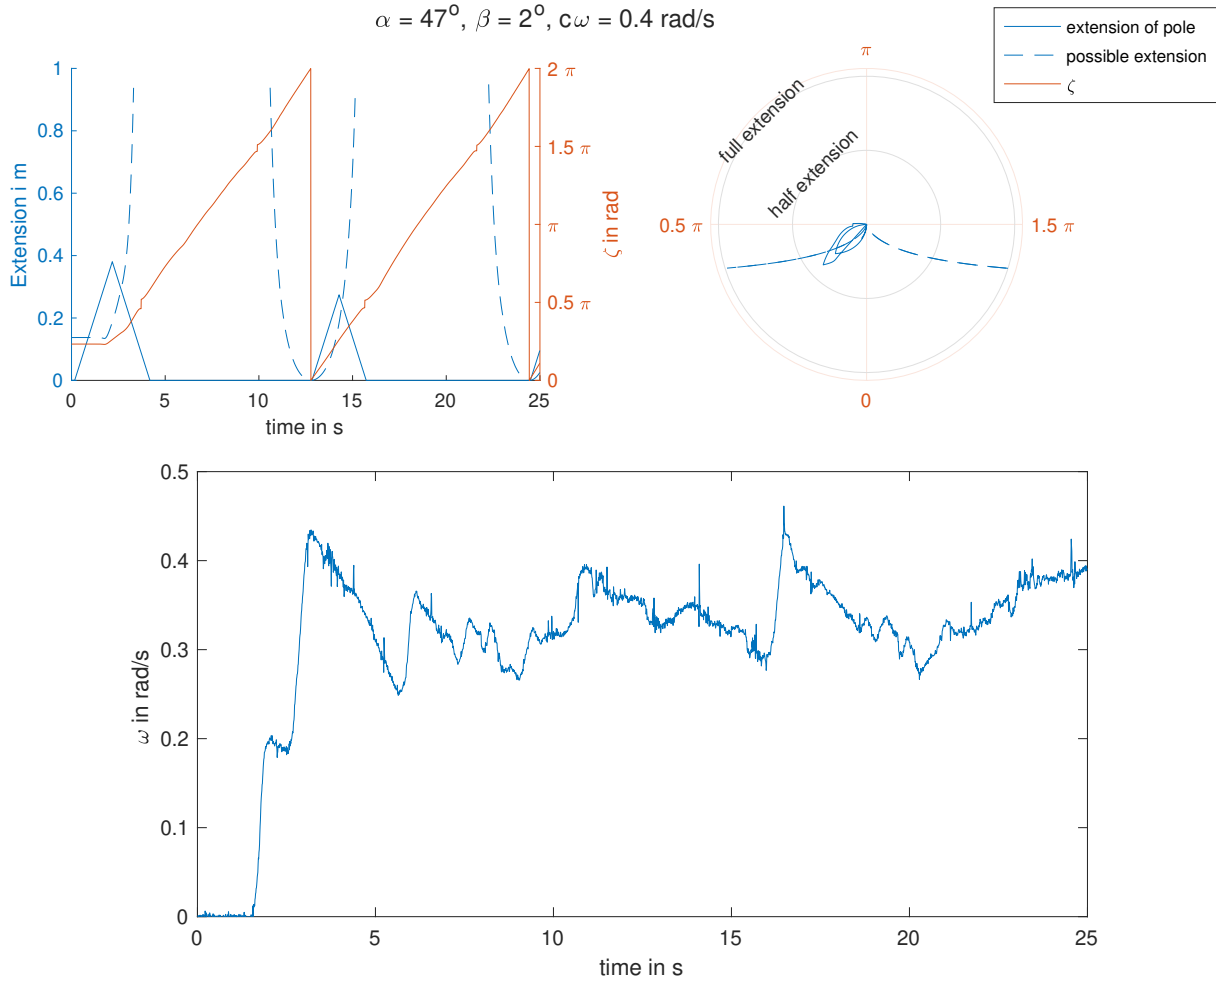 α = 47°, β = 2°, cω = 0.4 rad/s
extension of pole
possible extension
ζ
1
0.8
0.6
0.4
0.2
0
Extension i m
2 π
1.5 π
π
0.5 π
0
ζ in rad
0 5 10 15 20 25
time in s
π
0.5 π
1.5 π
0
full extension
half extension
0.5
0.4
0.3
0.2
0.1
0
ω in rad/s
0 5 10 15 20 25
time in s